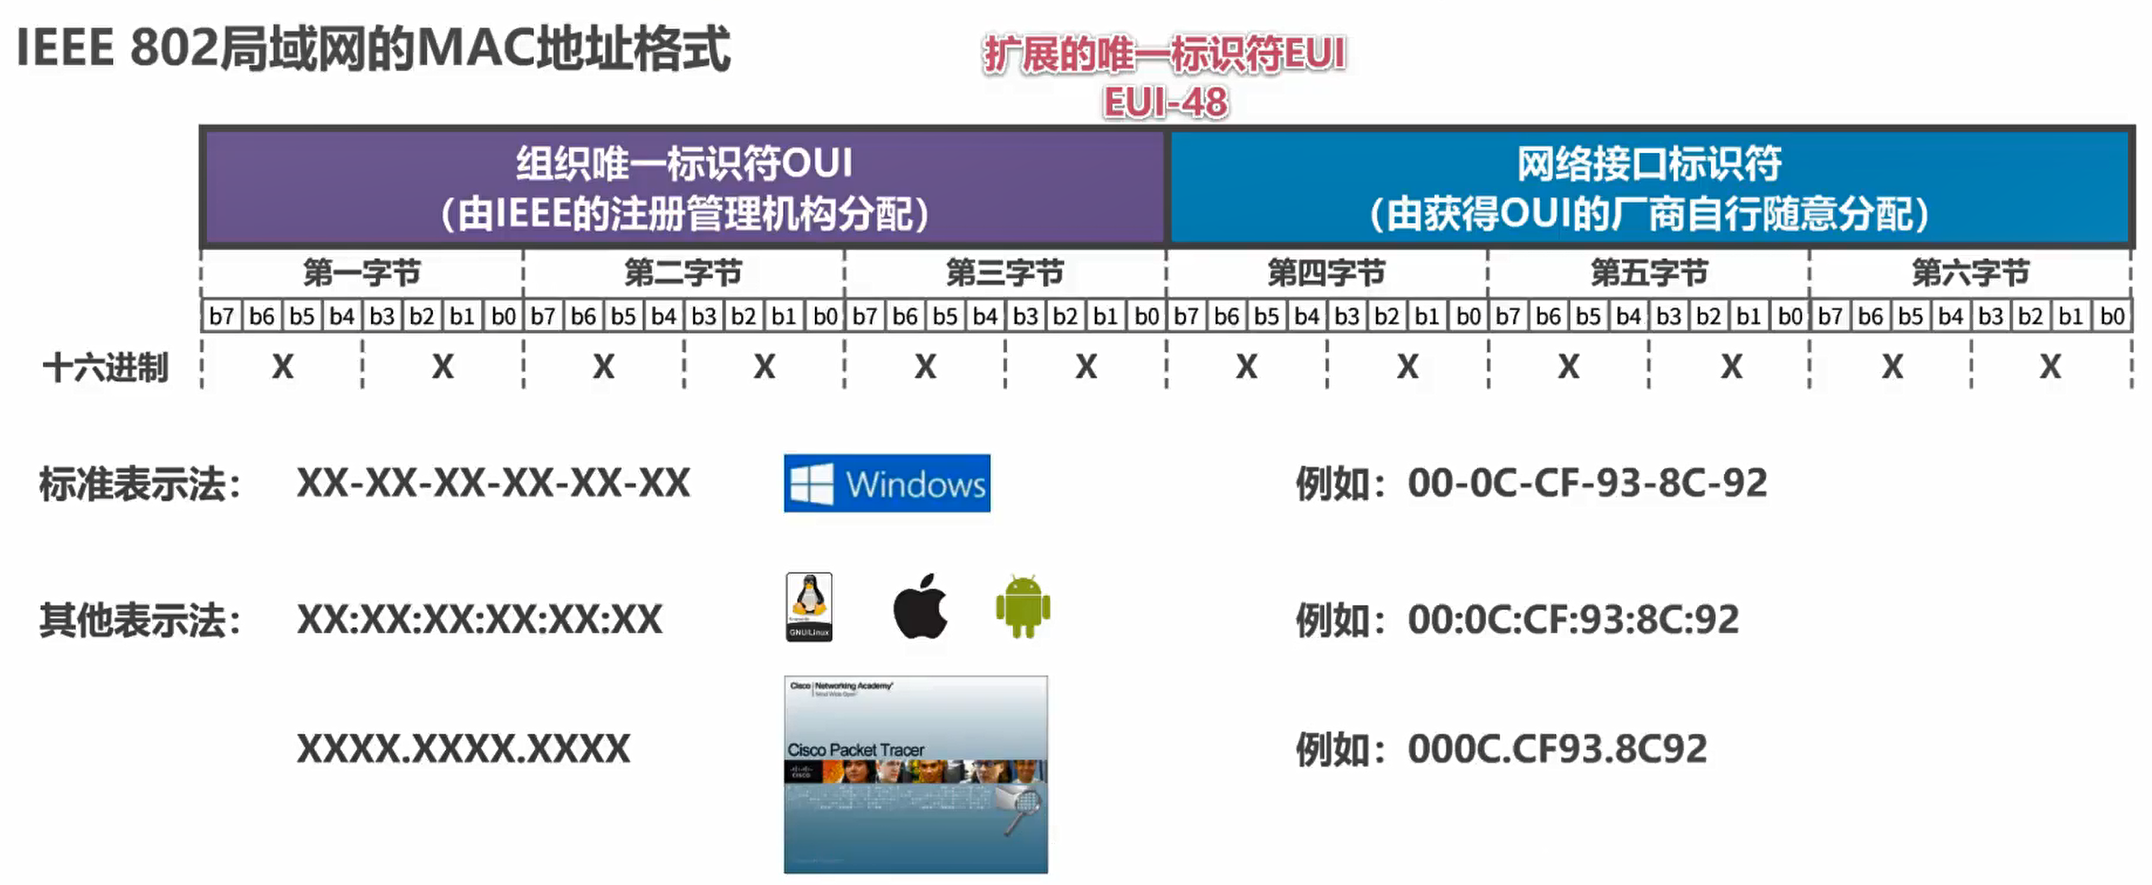 IEEE 802局域网的MAC地址格式
扩展的唯一标识符EUI
EUI-48
组织唯一标识符OUI
（由IEEE的注册管理机构分配）
网络接口标识符
（由获得OUI的厂商自行随意分配）
第一字节 第二字节 第三字节 第四字节 第五字节 第六字节
b7 b6 b5 b4 b3 b2 b1 b0 b7 b6 b5 b4 b3 b2 b1 b0 b7 b6 b5 b4 b3 b2 b1 b0 b7 b6 b5 b4 b3 b2 b1 b0 b7 b6 b5 b4 b3 b2 b1 b0 b7 b6 b5 b4 b3 b2 b1 b0
十六进制 X X X X X X X X X X X X
标准表示法： XX-XX-XX-XX-XX-XX Windows 例如：00-0C-CF-93-8C-92
其他表示法： XX:XX:XX:XX:XX:XX 例如：00:0C:CF:93:8C:92
GNU/Linux
Cisco Networking Academy
Mind Wide Open
XXXX.XXXX.XXXX 例如：000C.CF93.8C92
Cisco Packet Tracer
CISCO